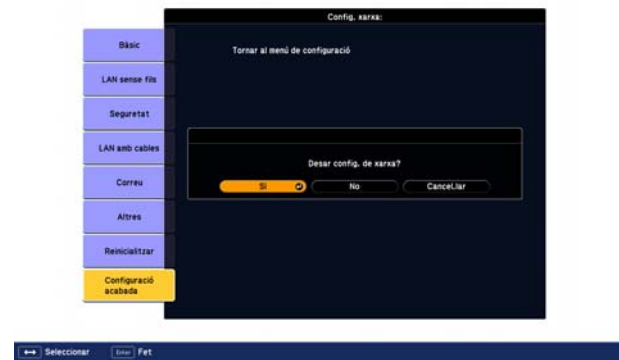 Config. xarxa:
Bàsic
Tornar al menú de configuració
LAN sense fils
Seguretat
LAN amb cables
Desar config. de xarxa?
Sí
No
Cancel.lar
Correu
Altres
Reinicialitzar
Configuració
acabada
Seleccionar
Enter
Fet